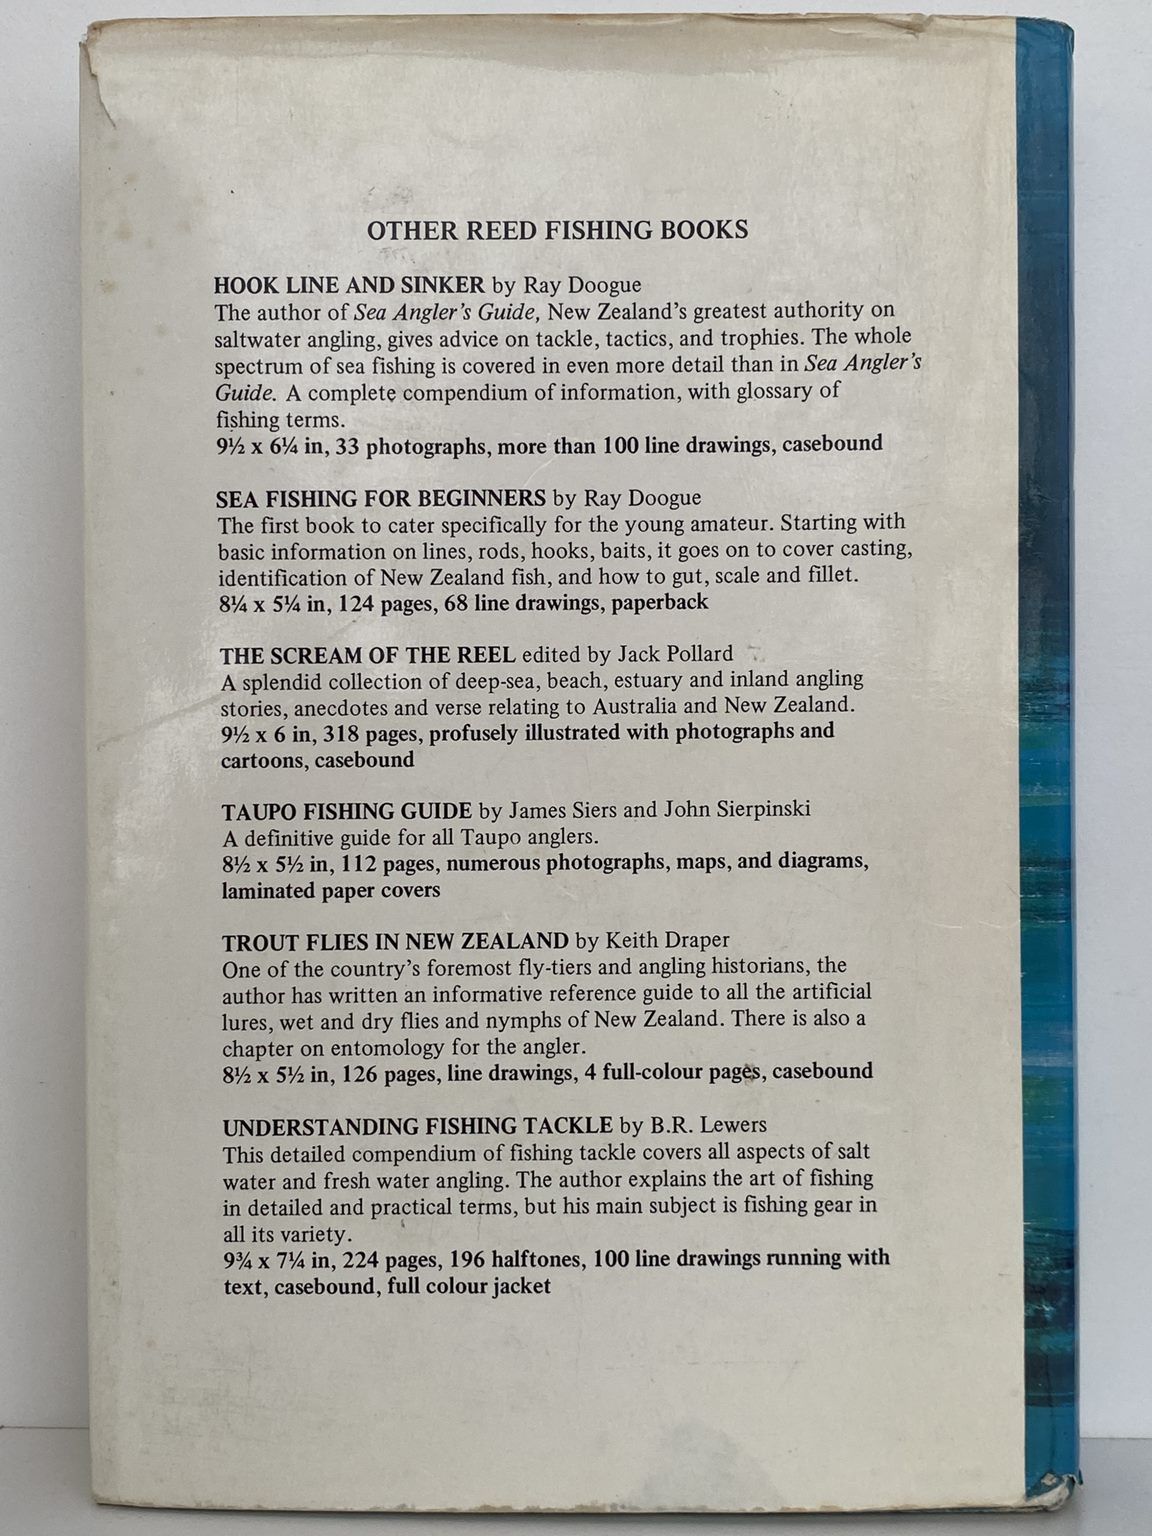 OTHER REED FISHING BOOKS
HOOK LINE AND SINKER by Ray Doogue
The author of Sea Angler's Guide, New Zealand's greatest authority on
saltwater angling, gives advice on tackle, tactics, and trophies. The whole
spectrum of sea fishing is covered in even more detail than in Sea Angler's
Guide. A complete compendium of information, with glossary of
fishing terms.
9½ x 6¼ in, 33 photographs, more than 100 line drawings, casebound
SEA FISHING FOR BEGINNERS by Ray Doogue
The first book to cater specifically for the young amateur. Starting with
basic information on lines, rods, hooks, baits, it goes on to cover casting,
identification of New Zealand fish, and how to gut, scale and fillet.
8¼ x 5¼ in, 124 pages, 68 line drawings, paperback
THE SCREAM OF THE REEL edited by Jack Pollard
A splendid collection of deep-sea, beach, estuary and inland angling
stories, anecdotes and verse relating to Australia and New Zealand.
9½ x 6 in, 318 pages, profusely illustrated with photographs and
cartoons, casebound
TAUPO FISHING GUIDE by James Siers and John Sierpinski
A definitive guide for all Taupo anglers.
8½ x 5½ in, 112 pages, numerous photographs, maps, and diagrams,
laminated paper covers
TROUT FLIES IN NEW ZEALAND by Keith Draper
One of the country's foremost fly-tiers and angling historians, the
author has written an informative reference guide to all the artificial
lures, wet and dry flies and nymphs of New Zealand. There is also a
chapter on entomology for the angler.
8½ x 5½ in, 126 pages, line drawings, 4 full-colour pages, casebound
UNDERSTANDING FISHING TACKLE by B.R. Lewers
This detailed compendium of fishing tackle covers all aspects of salt
water and fresh water angling. The author explains the art of fishing
in detailed and practical terms, but his main subject is fishing gear in
all its variety.
9¾ x 7¼ in, 224 pages, 196 halftones, 100 line drawings running with
text, casebound, full colour jacket